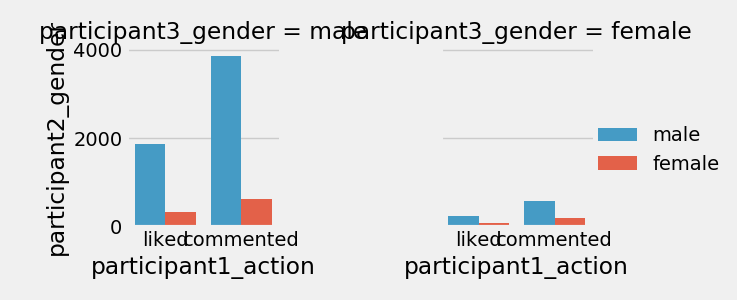 participant3_gender = male
participant3_gender = female
participant2_gender
4000
2000
0
liked
commented
liked
commented
participant1_action
participant1_action
male
female